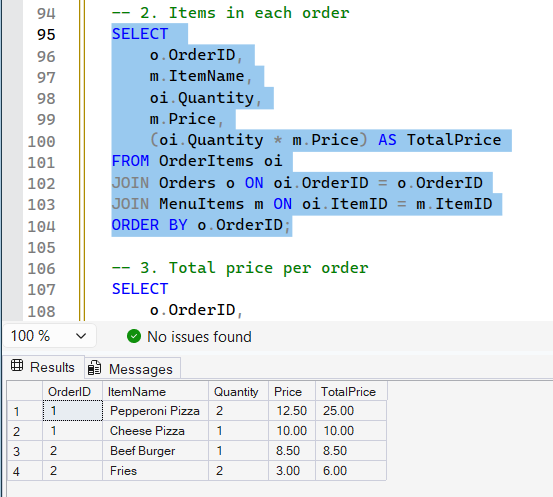 94 -- 2. Items in each order
95 SELECT
96 o.OrderID,
97 m.ItemName,
98 oi.Quantity,
99 m.Price,
100 (oi.Quantity * m.Price) AS TotalPrice
101 FROM OrderItems oi
102 JOIN Orders o ON oi.OrderID = o.OrderID
103 JOIN MenuItems m ON oi.ItemID = m.ItemID
104 ORDER BY o.OrderID;
105
106 -- 3. Total price per order
107 SELECT
108 o.OrderID,
100 % No issues found
Results Messages
OrderID ItemName Quantity Price TotalPrice
1 1 Pepperoni Pizza 2 12.50 25.00
2 1 Cheese Pizza 1 10.00 10.00
3 2 Beef Burger 1 8.50 8.50
4 2 Fries 2 3.00 6.00